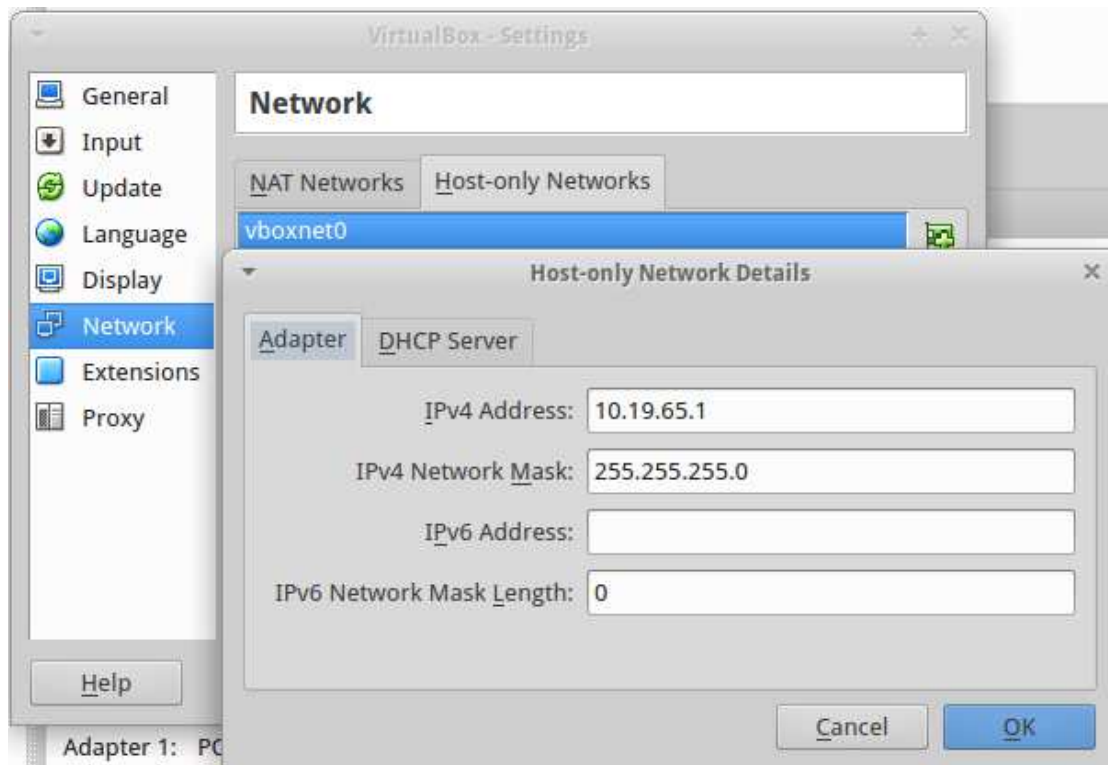 VirtualBox - Settings
General
Input
Update
Language
Display
Network
Extensions
Proxy
Help
Network
NAT Networks
Host-only Networks
vboxnet0
Host-only Network Details
Adapter
DHCP Server
IPv4 Address: 10.19.65.1
IPv4 Network Mask: 255.255.255.0
IPv6 Address:
IPv6 Network Mask Length: 0
Cancel
OK
Adapter 1: